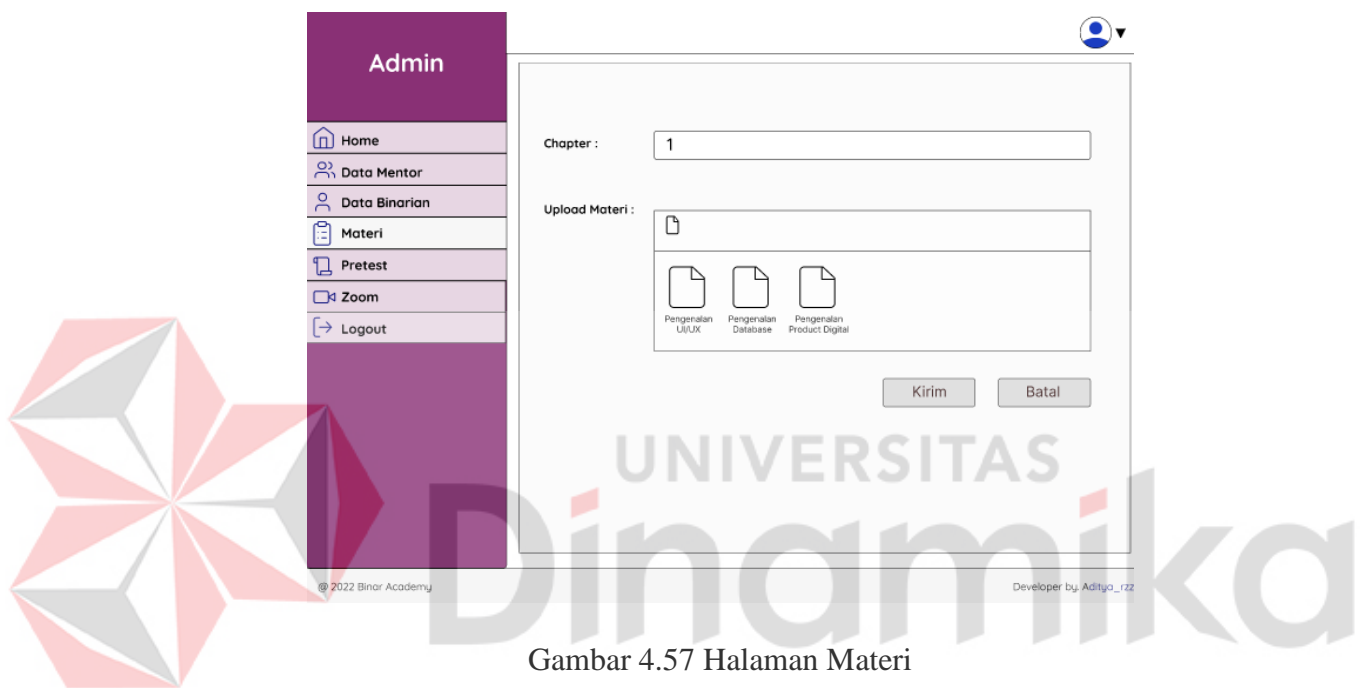 Admin
Home
Data Mentor
Data Binarian
Materi
Pretest
Zoom
Logout
Chapter :
1
Upload Materi :
Pengenalan
UI/UX
Pengenalan
Database
Pengenalan
Product Digital
Kirim
Batal
UNIVERSITAS
Dinamika
@ 2022 Binar Academy
Developer by. Aditya_rzz
Gambar 4.57 Halaman Materi